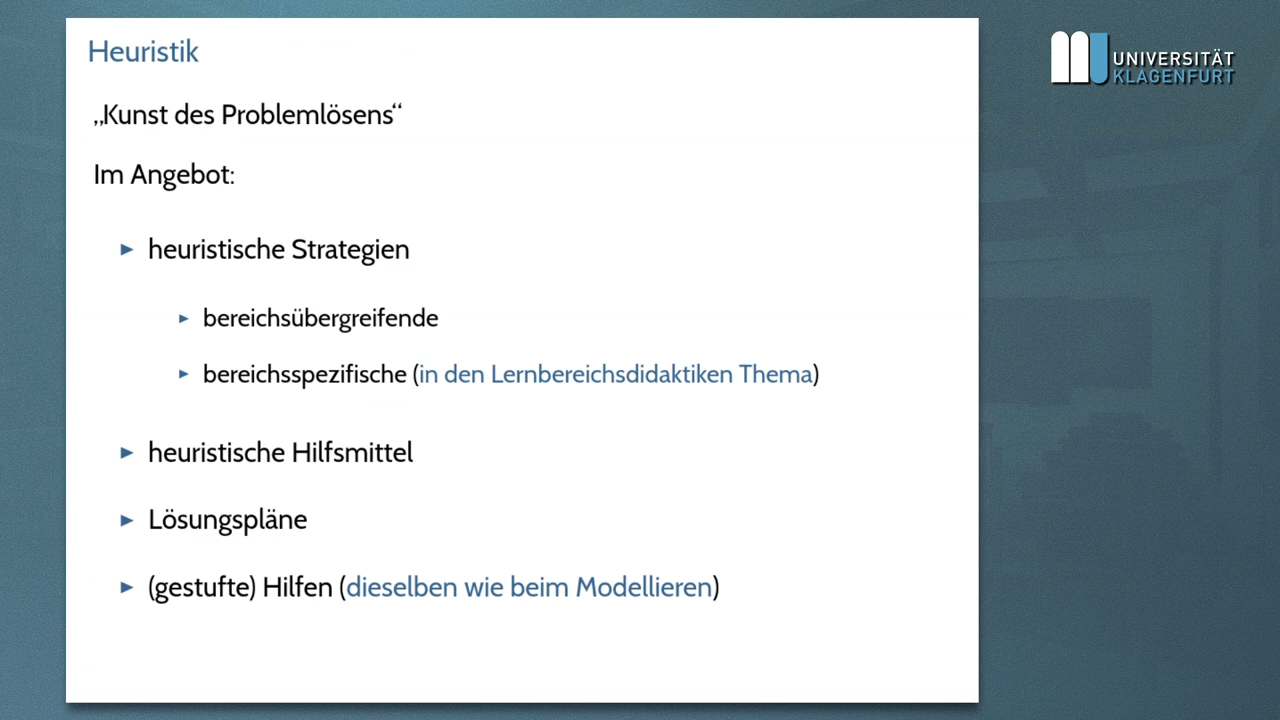 Heuristik
UNIVERSITÄT
KLAGENFURT
„Kunst des Problemlösens“
Im Angebot:
► heuristische Strategien
► bereichsübergreifende
► bereichsspezifische (in den Lernbereichsdidaktiken Thema)
► heuristische Hilfsmittel
► Lösungspläne
► (gestufte) Hilfen (dieselben wie beim Modellieren)